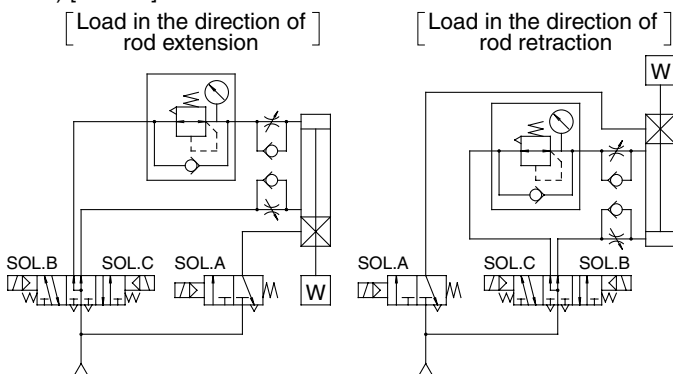 Load in the direction of
rod extension
Load in the direction of
rod retraction
W
SOL.B
SOL.C
SOL.A
W
SOL.A
SOL.C
SOL.B